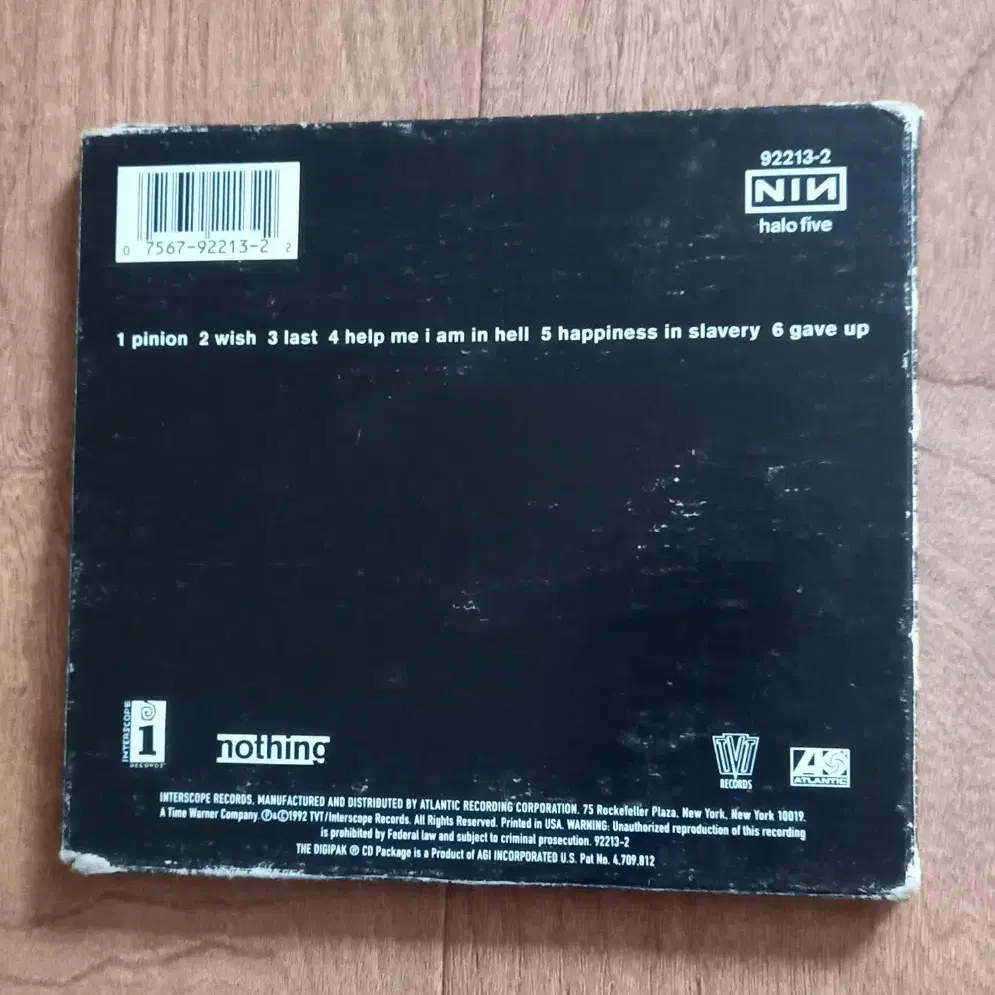 0 7567-92213-2 2
92213-2
NIN
halo five
1 pinion 2 wish 3 last 4 help me i am in hell 5 happiness in slavery 6 gave up
INTERSCOPE
1
RECORDS
nothing
TVT
RECORDS
A
ATLANTIC
INTERSCOPE RECORDS, MANUFACTURED AND DISTRIBUTED BY ATLANTIC RECORDING CORPORATION. 75 Rockefeller Plaza, New York, New York 10019.
A Time Warner Company. Ⓟ&©1992 TVT/Interscope Records. All Rights Reserved. Printed in USA. WARNING: Unauthorized reproduction of this recording
is prohibited by Federal law and subject to criminal prosecution. 92213-2
THE DIGIPAK ® CD Package is a Product of AGI INCORPORATED U.S. Pat No. 4,709,812